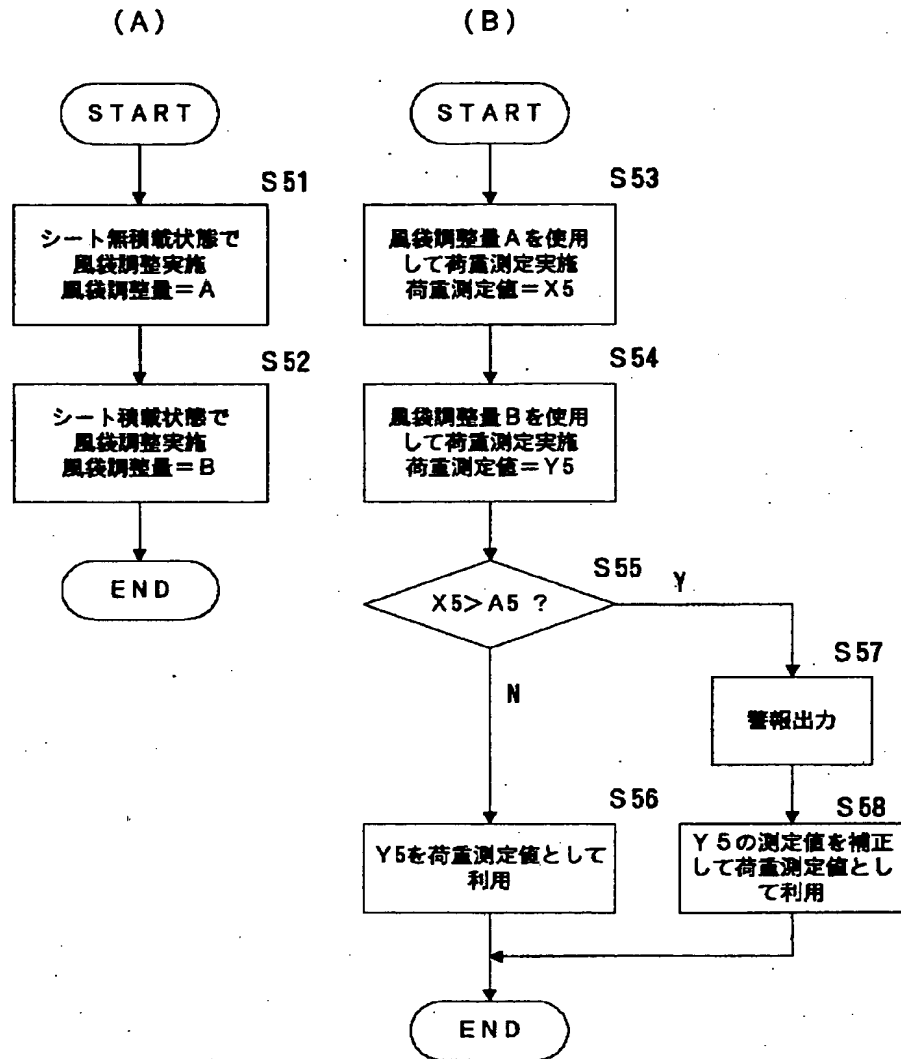 (A)
START
S51
シート無積載状態で
風袋調整実施
風袋調整量=A
S52
シート積載状態で
風袋調整実施
風袋調整量=B
END
(B)
START
S53
風袋調整量Aを使用
して荷重測定実施
荷重測定値=X5
S54
風袋調整量Bを使用
して荷重測定実施
荷重測定値=Y5
S55
X5>A5 ?
Y
N
S57
警報出力
S56
Y5を荷重測定値として
利用
S58
Y5の測定値を補正
して荷重測定値とし
て利用
END